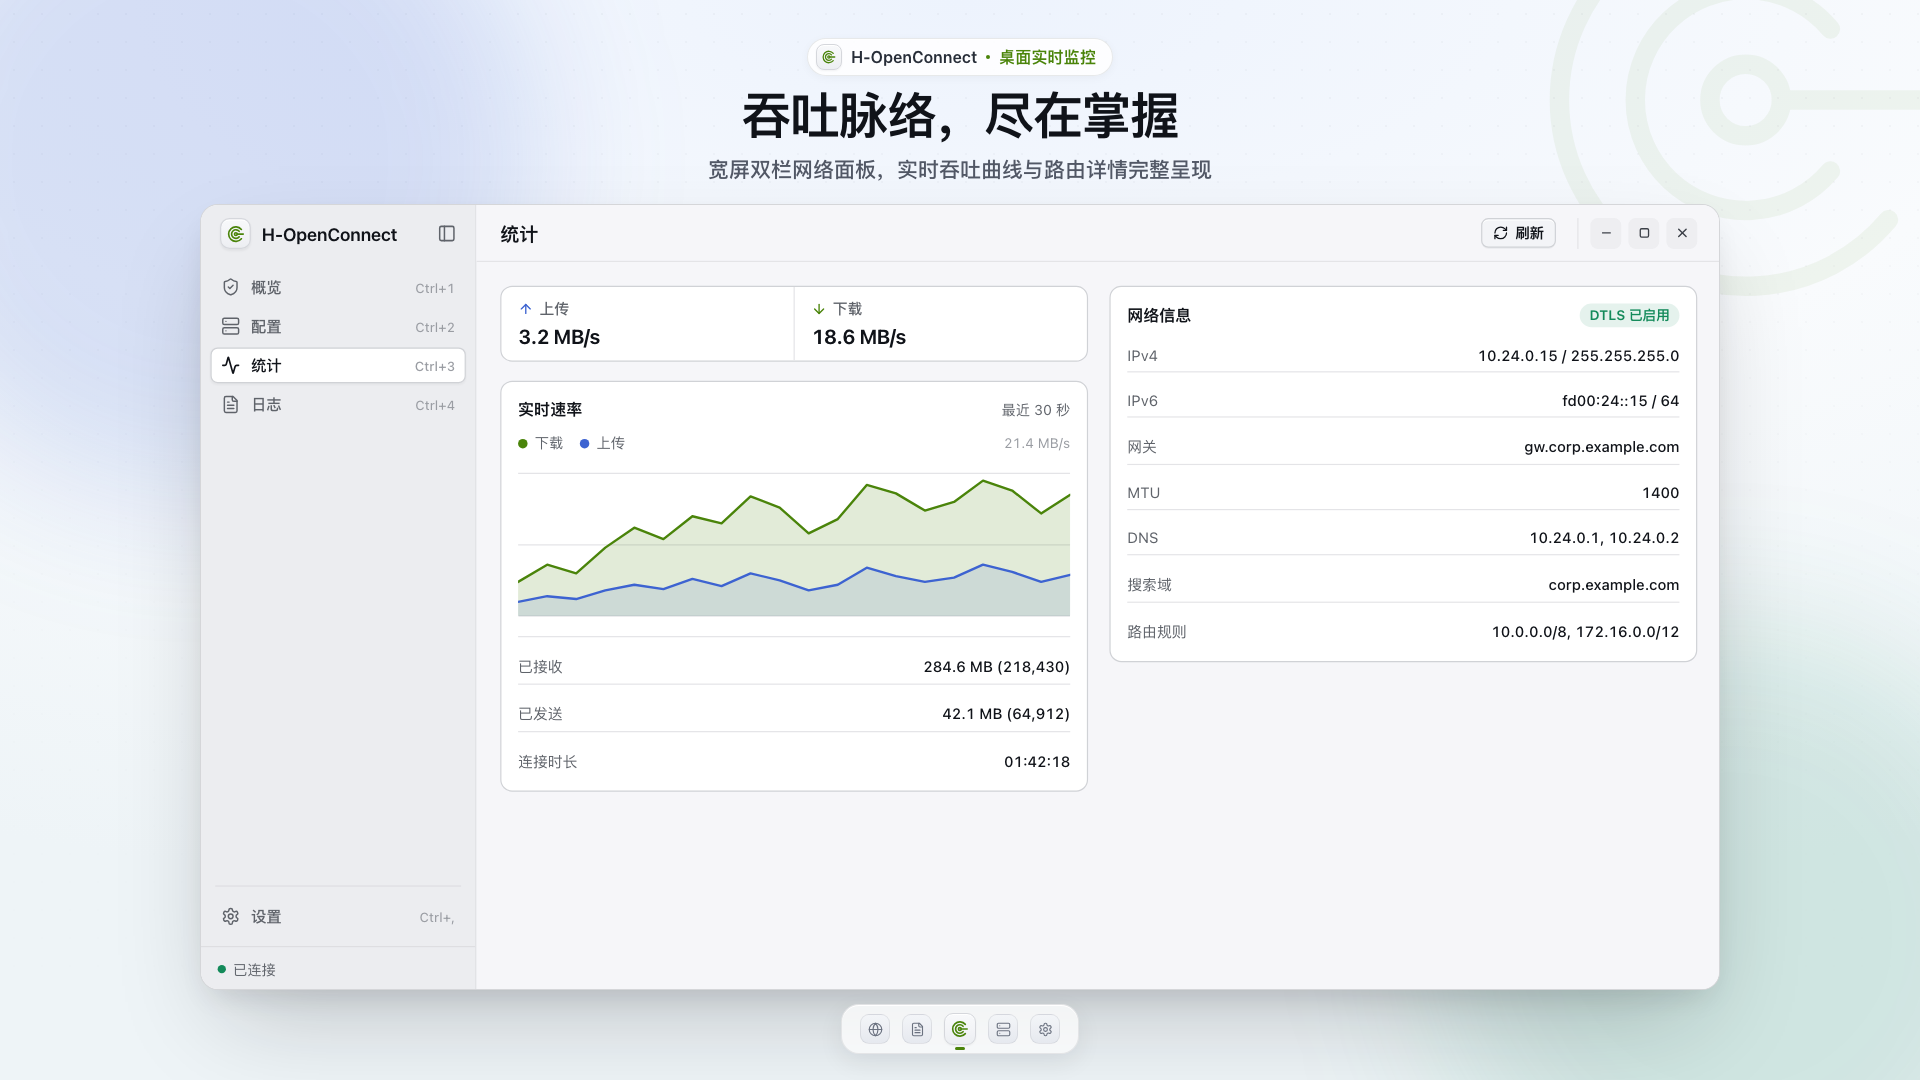 H-OpenConnect • 桌面实时监控
吞吐脉络，尽在掌握
宽屏双栏网络面板，实时吞吐曲线与路由详情完整呈现
H-OpenConnect
概览 Ctrl+1
配置 Ctrl+2
统计 Ctrl+3
日志 Ctrl+4
设置 Ctrl+,
已连接
统计
刷新
上传
3.2 MB/s
下载
18.6 MB/s
实时速率 最近 30 秒
下载 上传 21.4 MB/s
已接收 284.6 MB (218,430)
已发送 42.1 MB (64,912)
连接时长 01:42:18
网络信息 DTLS 已启用
IPv4 10.24.0.15 / 255.255.255.0
IPv6 fd00:24::15 / 64
网关 gw.corp.example.com
MTU 1400
DNS 10.24.0.1, 10.24.0.2
搜索域 corp.example.com
路由规则 10.0.0.0/8, 172.16.0.0/12